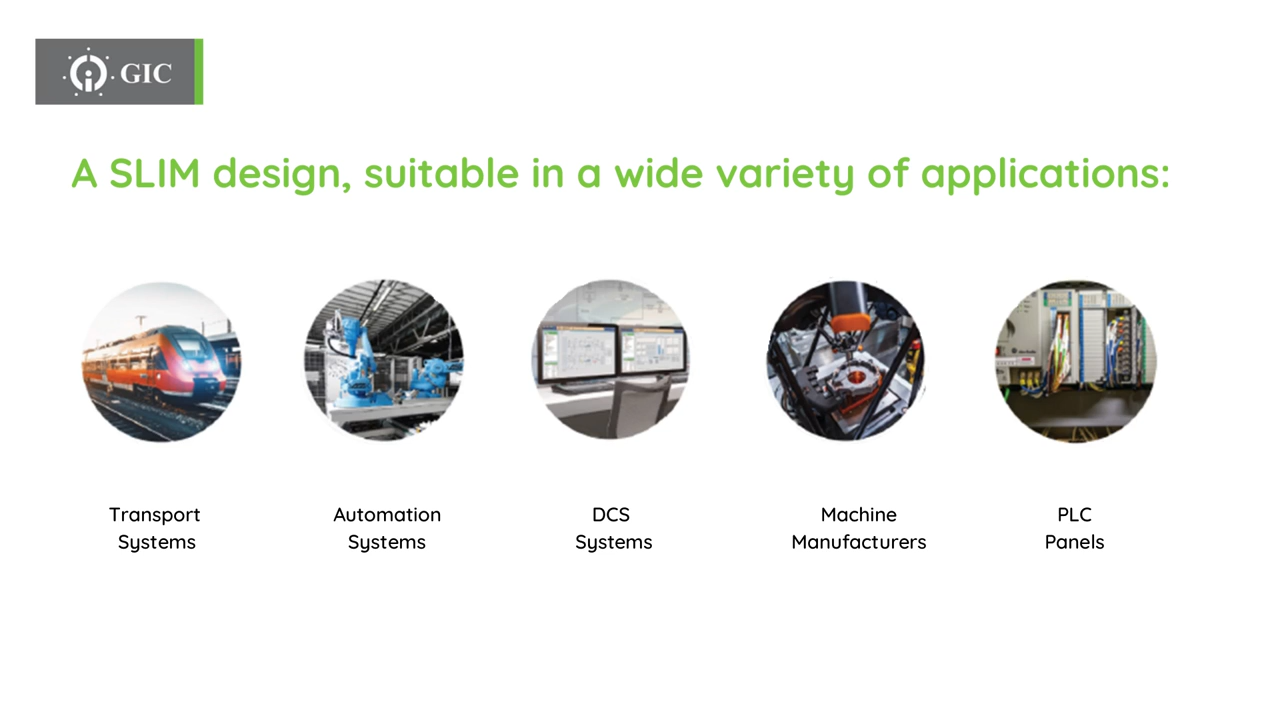 GIC
A SLIM design, suitable in a wide variety of applications:
Transport
Systems
Automation
Systems
DCS
Systems
Machine
Manufacturers
PLC
Panels